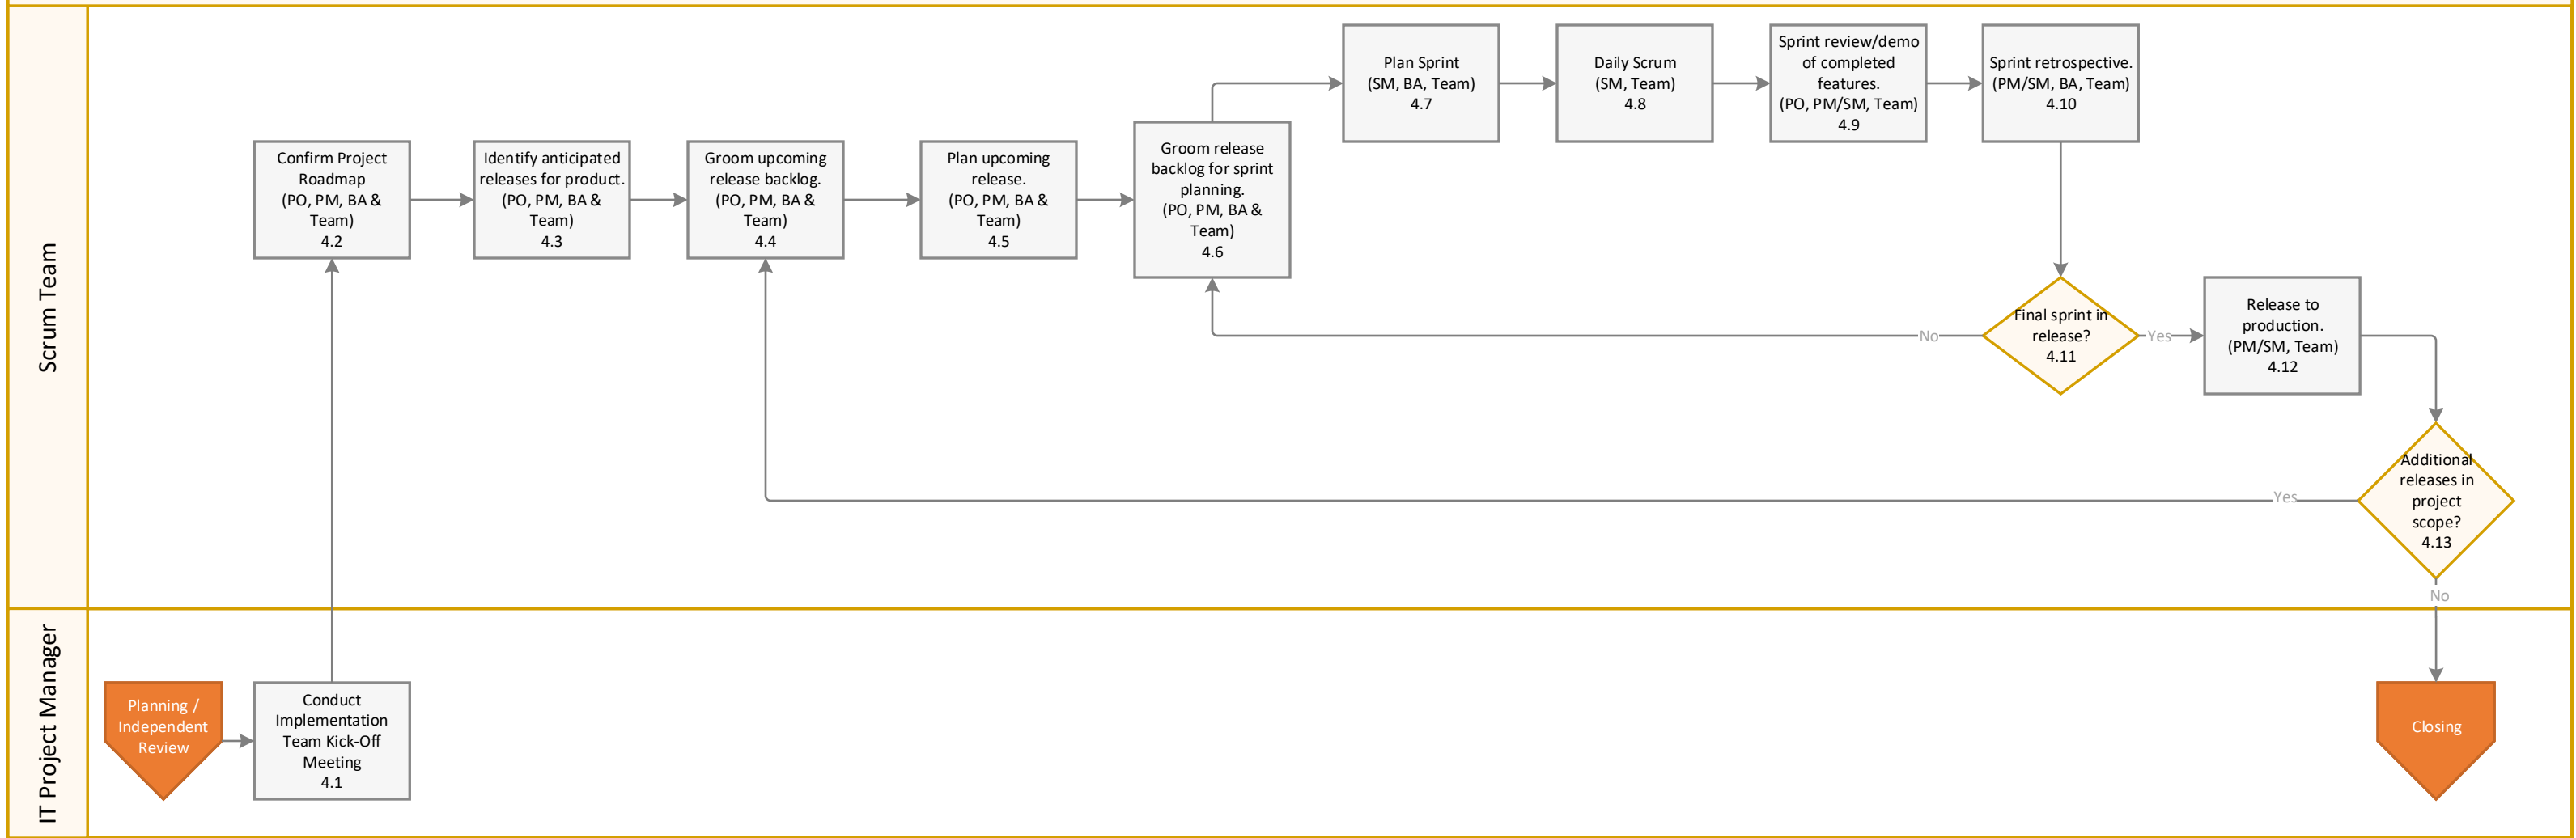 Scrum Team
Confirm Project
Roadmap
(PO, PM, BA &
Team)
4.2
Identify anticipated
releases for product.
(PO, PM, BA &
Team)
4.3
Groom upcoming
release backlog.
(PO, PM, BA &
Team)
4.4
Plan upcoming
release.
(PO, PM, BA &
Team)
4.5
Groom release
backlog for sprint
planning.
(PO, PM, BA &
Team)
4.6
Plan Sprint
(SM, BA, Team)
4.7
Daily Scrum
(SM, Team)
4.8
Sprint review/demo
of completed
features.
(PO, PM/SM, Team)
4.9
Sprint retrospective.
(PM/SM, BA, Team)
4.10
Final sprint in
release?
4.11
No
Yes
Release to
production.
(PM/SM, Team)
4.12
Additional
releases in
project
scope?
4.13
Yes
No
IT Project Manager
Planning /
Independent
Review
Conduct
Implementation
Team Kick-Off
Meeting
4.1
Closing